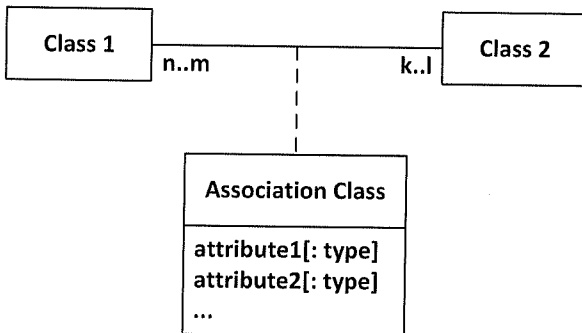 Class 1
Class 2
n..m
k..l
Association Class
attribute1[: type]
attribute2[: type]
...